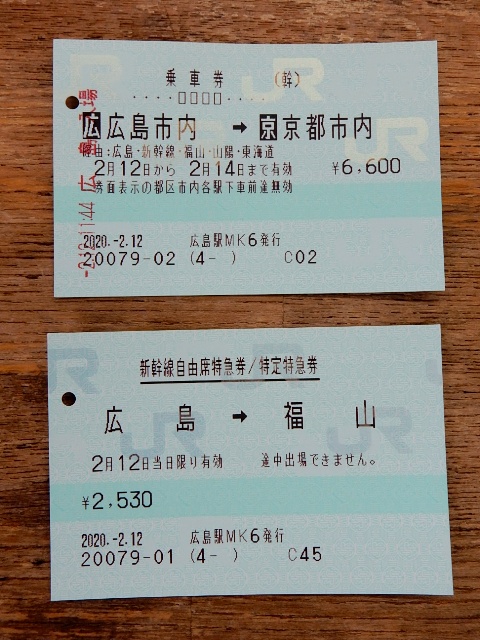 乗車券 (幹)
・・・・□□□□・・・・
広 広島市内 → 京 京都市内
経由:広島・新幹線・福山・山陽・東海道
2月12日から 2月14日まで有効 ¥6,600
券面表示の都区市内各駅下車前途無効
2020.-2.12 広島駅MK6発行
20079-02 (4- ) C02
新幹線自由席特急券/特定特急券
広島 → 福山
2月12日当日限り有効 途中出場できません。
¥2,530
2020.-2.12 広島駅MK6発行
20079-01 (4- ) C45